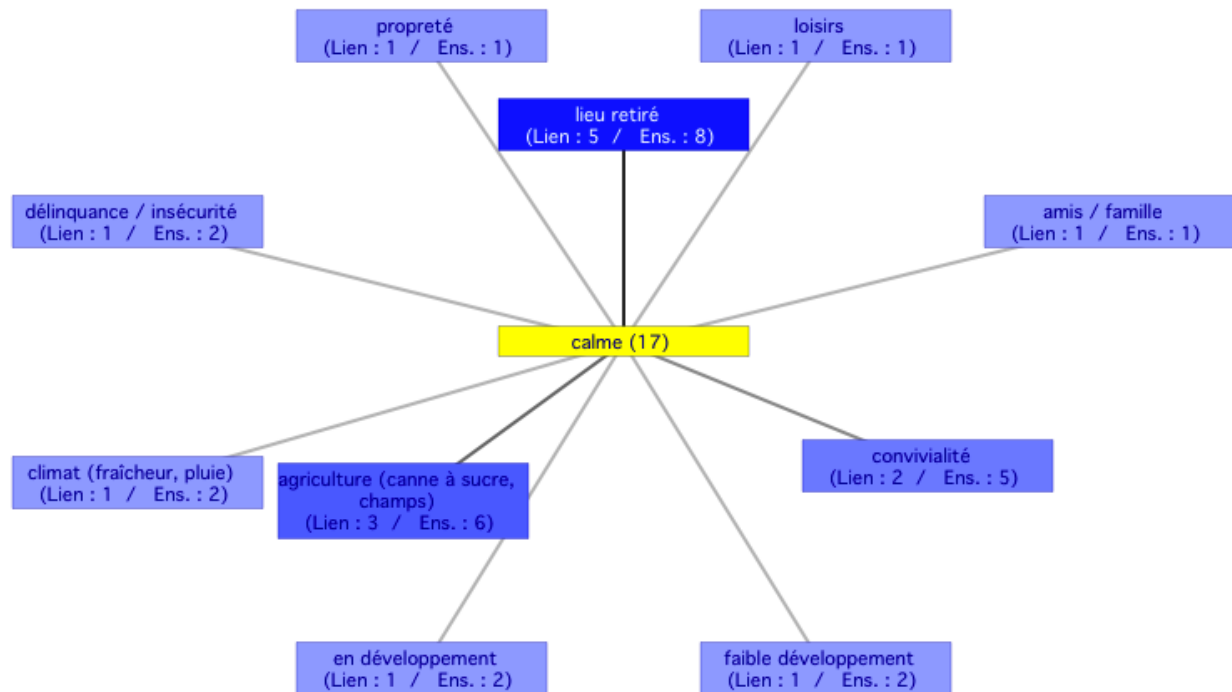 propreté
(Lien : 1 / Ens. : 1)
loisirs
(Lien : 1 / Ens. : 1)
lieu retiré
(Lien : 5 / Ens. : 8)
délinquance / insécurité
(Lien : 1 / Ens. : 2)
amis / famille
(Lien : 1 / Ens. : 1)
calme (17)
climat (fraîcheur, pluie)
(Lien : 1 / Ens. : 2)
agriculture (canne à sucre,
champs)
(Lien : 3 / Ens. : 6)
convivialité
(Lien : 2 / Ens. : 5)
en développement
(Lien : 1 / Ens. : 2)
faible développement
(Lien : 1 / Ens. : 2)